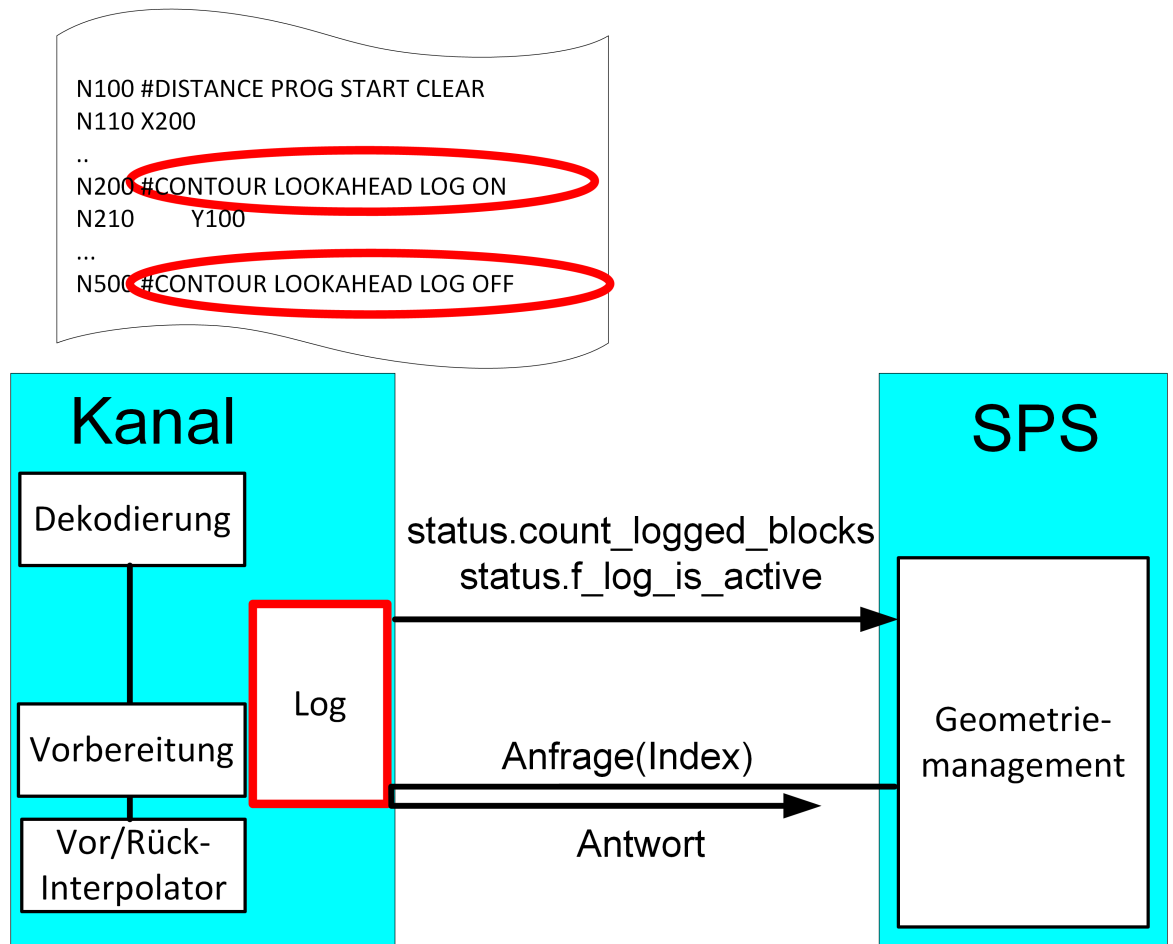 N100 #DISTANCE PROG START CLEAR
N110 X200
..
N200 #CONTOUR LOOKAHEAD LOG ON
N210 Y100
...
N500 #CONTOUR LOOKAHEAD LOG OFF
Kanal
SPS
Dekodierung
status.count_logged_blocks
status.f_log_is_active
Log
Vorbereitung
Geometrie-
management
Anfrage(Index)
Antwort
Vor/Rück-
Interpolator